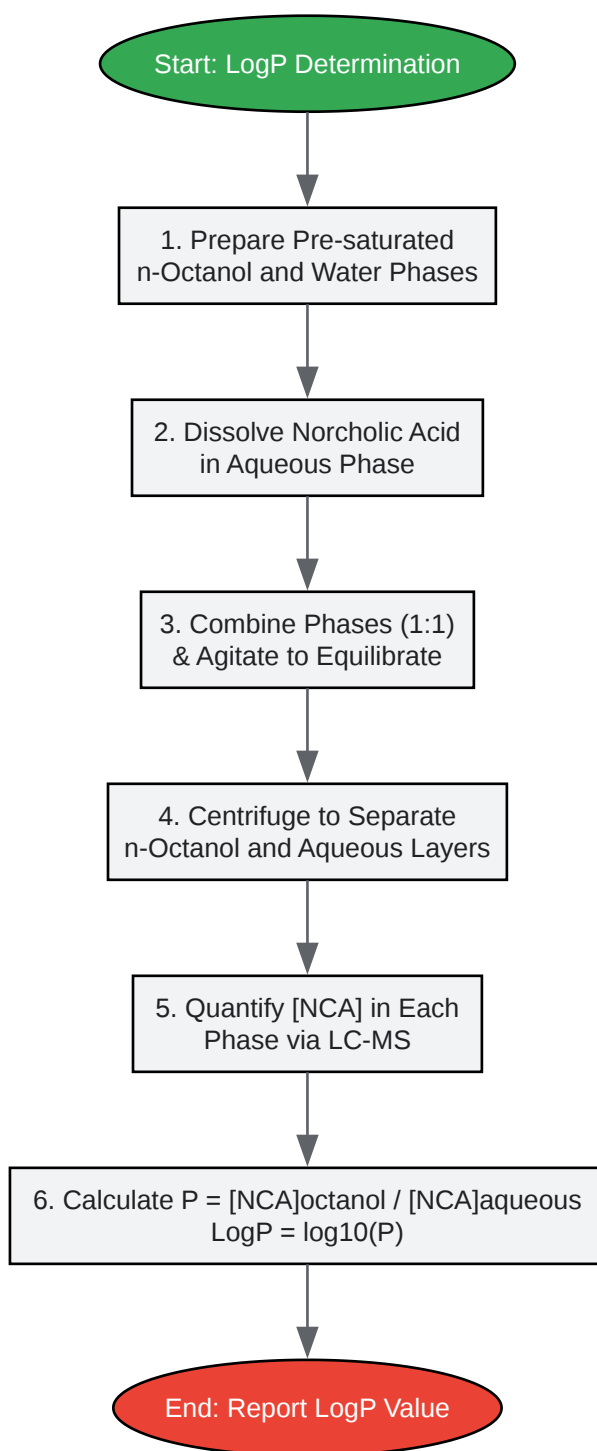 Start: LogP Determination
1. Prepare Pre-saturated
n-Octanol and Water Phases
2. Dissolve Norcholic Acid
in Aqueous Phase
3. Combine Phases (1:1)
& Agitate to Equilibrate
4. Centrifuge to Separate
n-Octanol and Aqueous Layers
5. Quantify [NCA] in Each
Phase via LC-MS
6. Calculate P = [NCA]octanol / [NCA]aqueous
LogP = log10(P)
End: Report LogP Value